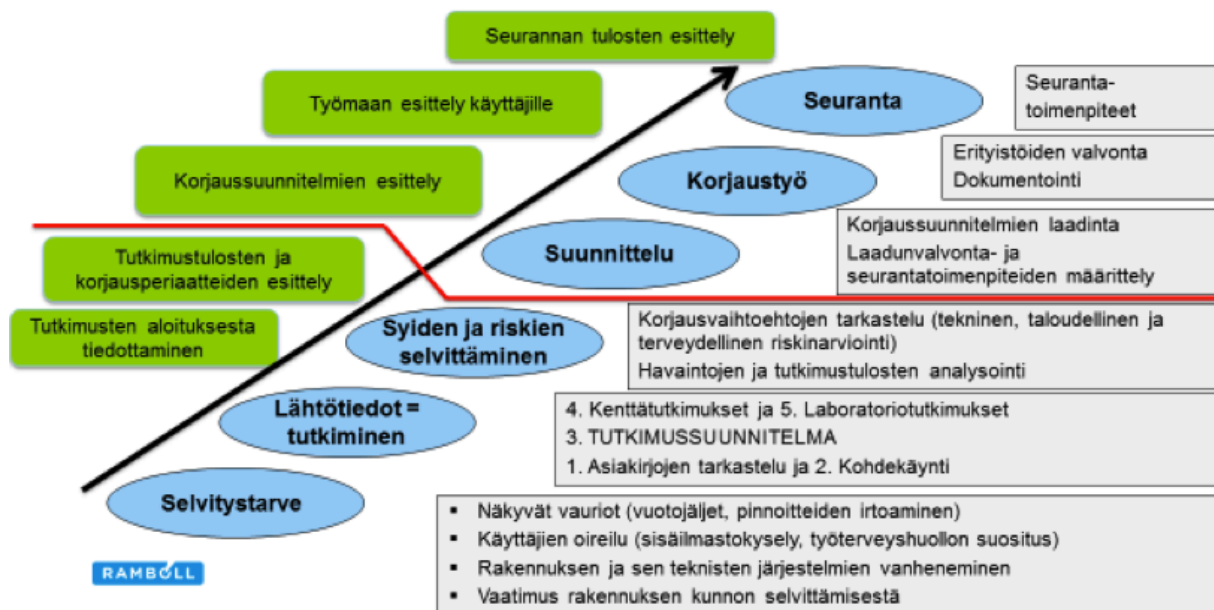 Seurannan tulosten esittely
Työmaan esittely käyttäjille
Korjaussuunnitelmien esittely
Tutkimustulosten ja
korjausperiaatteiden esittely
Tutkimusten aloituksesta
tiedottaminen
Seuranta
Korjaustyö
Suunnittelu
Syiden ja riskien
selvittäminen
Lähtötiedot =
tutkiminen
Selvitystarve
Seuranta-
toimenpiteet
Erityistöiden valvonta
Dokumentointi
Korjaussuunnitelmien laadinta
Laadunvalvonta- ja
seurantatoimenpiteiden määrittely
Korjausvaihtoehtojen tarkastelu (tekninen, taloudellinen ja
terveydellinen riskinarviointi)
Havaintojen ja tutkimustulosten analysointi
4. Kenttätutkimukset ja 5. Laboratoriotutkimukset
3. TUTKIMUSSUUNNITELMA
1. Asiakirjojen tarkastelu ja 2. Kohdekäynti
▪ Näkyvät vauriot (vuotojäljet, pinnoitteiden irtoaminen)
▪ Käyttäjien oireilu (sisäilmastokysely, työterveyshuollon suositus)
▪ Rakennuksen ja sen teknisten järjestelmien vanheneminen
▪ Vaatimus rakennuksen kunnon selvittämisestä
RAMBOLL